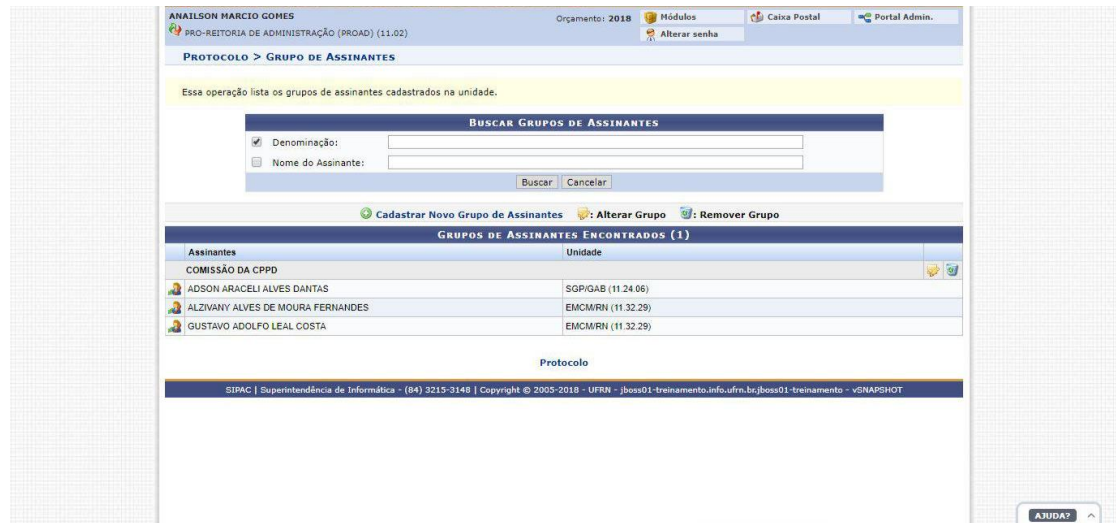 ANAILSON MARCIO GOMES Orçamento: 2018 Módulos Caixa Postal Portal Admin.
PRO-REITORIA DE ADMINISTRAÇÃO (PROAD) (11.02) Alterar senha
PROTOCOLO > GRUPO DE ASSINANTES
Essa operação lista os grupos de assinantes cadastrados na unidade.
BUSCAR GRUPOS DE ASSINANTES
Denominação:
Nome do Assinante:
Buscar Cancelar
Cadastrar Novo Grupo de Assinantes : Alterar Grupo : Remover Grupo
GRUPOS DE ASSINANTES ENCONTRADOS (1)
Assinantes Unidade
COMISSÃO DA CPPD
ADSON ARACELI ALVES DANTAS SGP/GAB (11.24.06)
ALZIVANY ALVES DE MOURA FERNANDES EMCM/RN (11.32.29)
GUSTAVO ADOLFO LEAL COSTA EMCM/RN (11.32.29)
Protocolo
SIPAC | Superintendência de Informática - (84) 3215-3148 | Copyright © 2005-2018 - UFRN - jboss01-treinamento.info.ufrn.br.jboss01-treinamento - vSNAPSHOT
AJUDA?